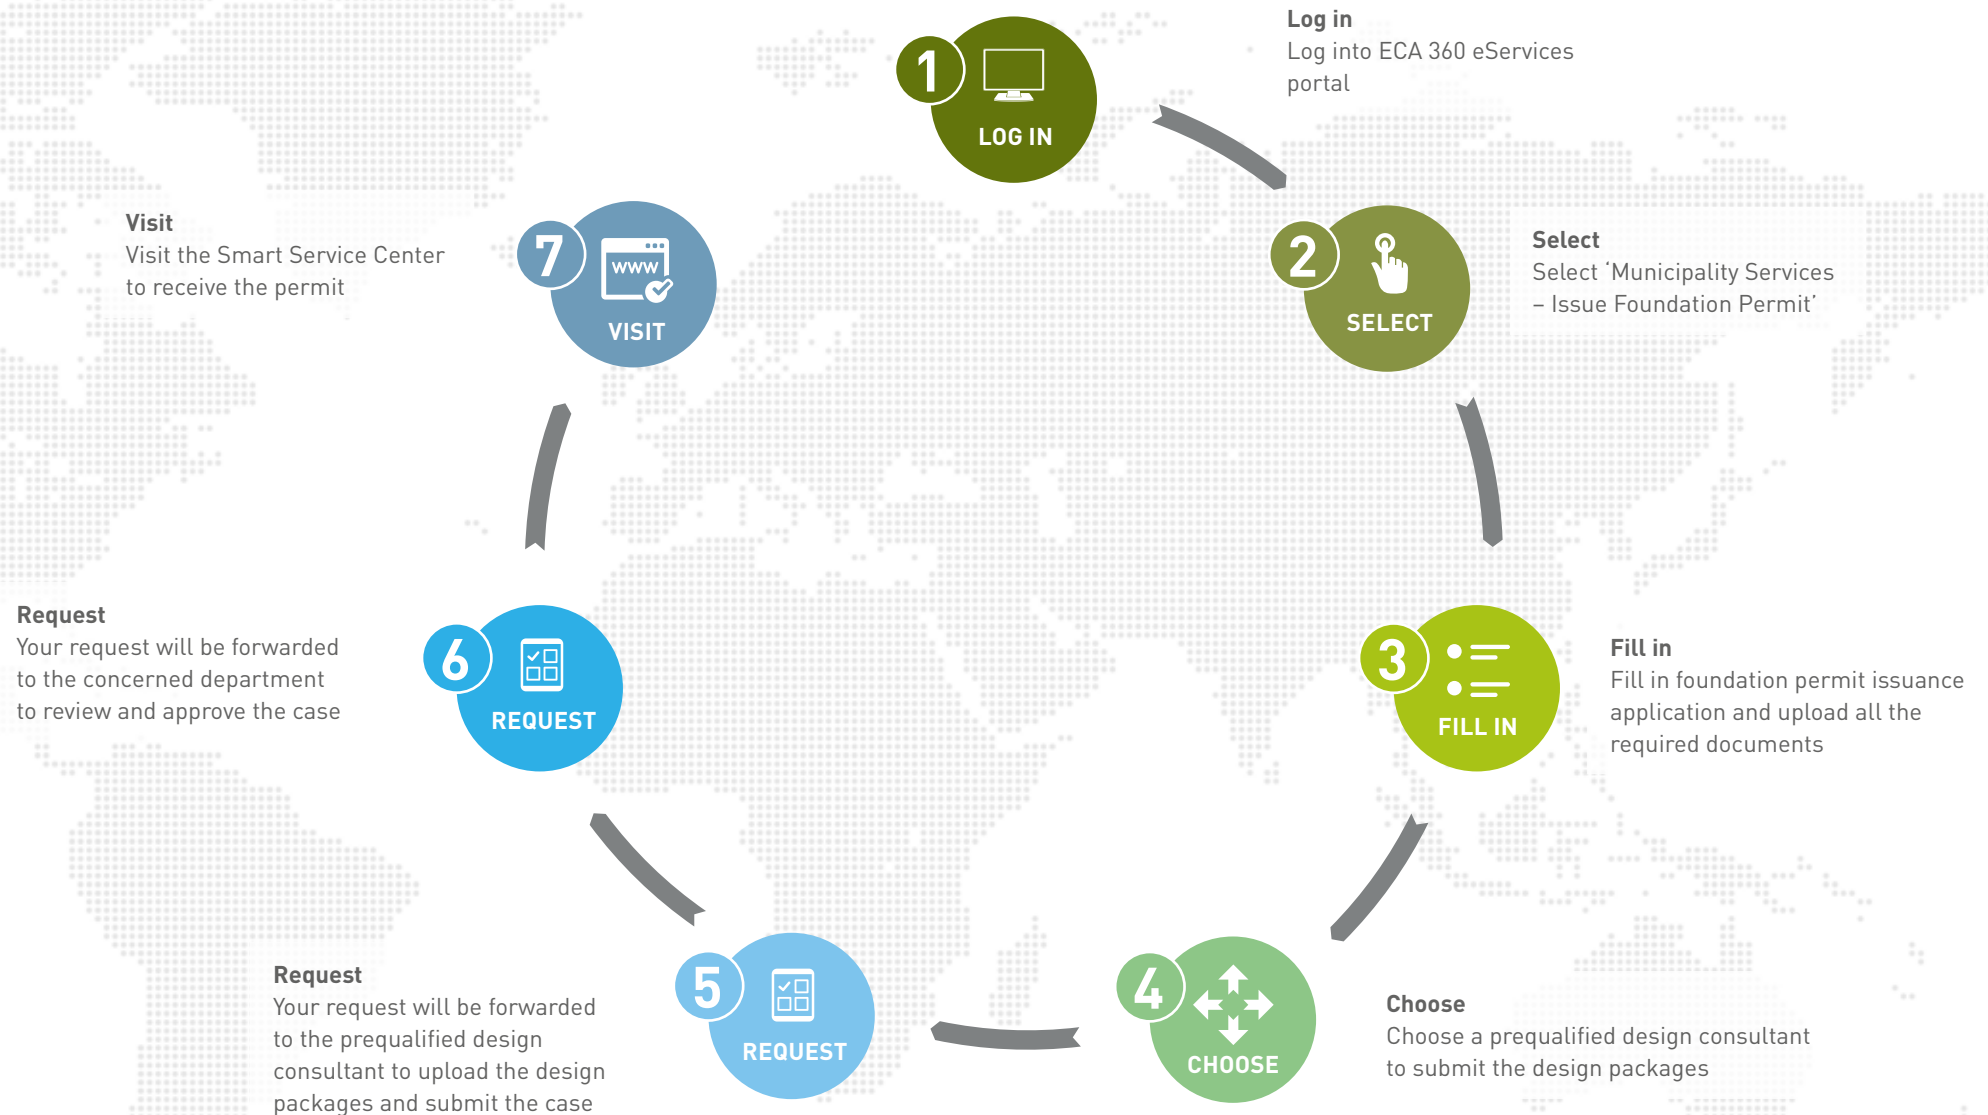 1
LOG IN
Log in
Log into ECA 360 eServices
portal
2
SELECT
Select
Select ‘Municipality Services
– Issue Foundation Permit’
3
FILL IN
Fill in
Fill in foundation permit issuance
application and upload all the
required documents
4
CHOOSE
Choose
Choose a prequalified design consultant
to submit the design packages
5
REQUEST
Request
Your request will be forwarded
to the prequalified design
consultant to upload the design
packages and submit the case
6
REQUEST
Request
Your request will be forwarded
to the concerned department
to review and approve the case
7
www
VISIT
Visit
Visit the Smart Service Center
to receive the permit